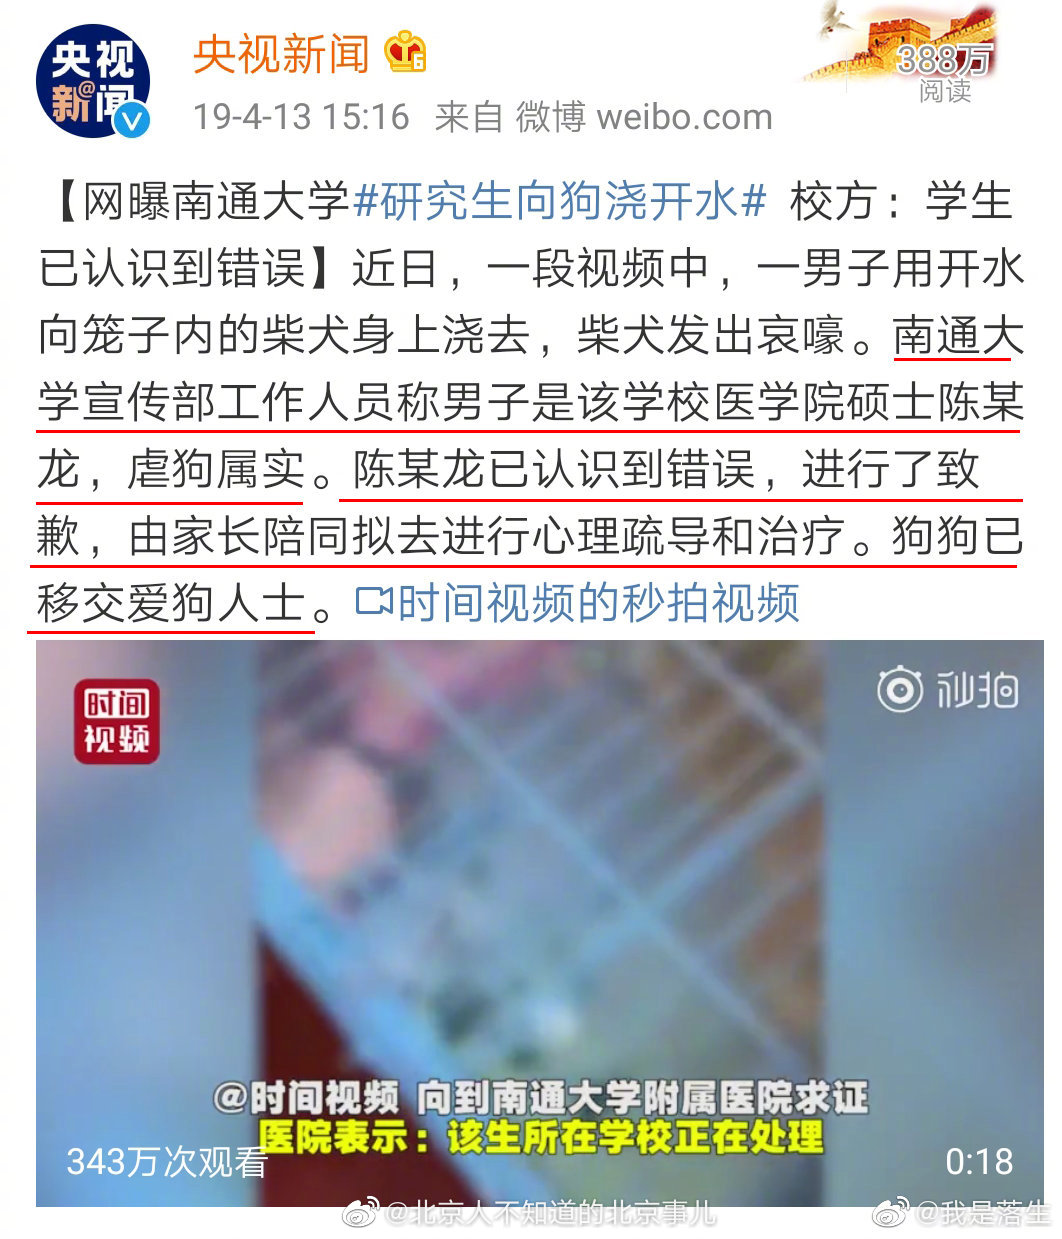 央视
新@闻
央视新闻
6
388万
阅读
19-4-13 15:16 来自 微博 weibo.com
【网曝南通大学#研究生向狗浇开水# 校方：学生
已认识到错误】近日，一段视频中，一男子用开水
向笼子内的柴犬身上浇去，柴犬发出哀嚎。南通大
学宣传部工作人员称男子是该学校医学院硕士陈某
龙，虐狗属实。陈某龙已认识到错误，进行了致
歉，由家长陪同拟去进行心理疏导和治疗。狗狗已
移交爱狗人士。时间视频的秒拍视频
时间
视频
秒拍
@时间视频 向到南通大学附属医院求证
医院表示：该生所在学校正在处理
343万次观看
0:18
@北京人不知道的北京事儿
@我是落生